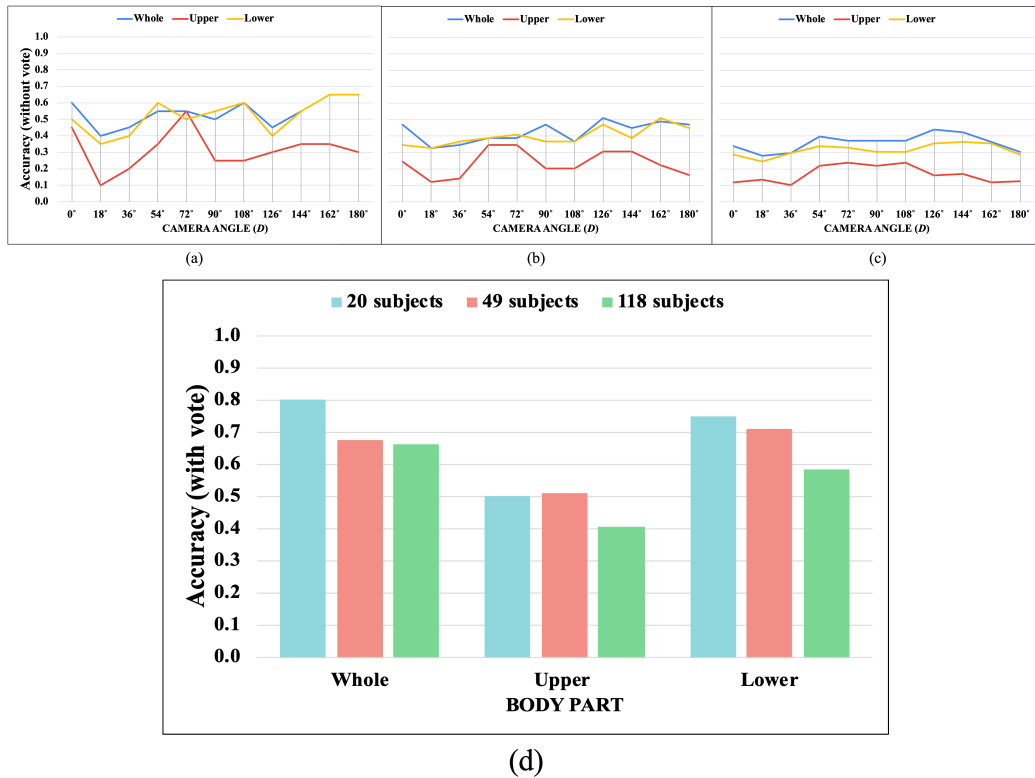 Whole Upper Lower
Accuracy (without vote)
1.0
0.9
0.8
0.7
0.6
0.5
0.4
0.3
0.2
0.1
0.0
0° 18° 36° 54° 72° 90° 108° 126° 144° 162° 180°
CAMERA ANGLE (D)
(a)
Whole Upper Lower
0° 18° 36° 54° 72° 90° 108° 126° 144° 162° 180°
CAMERA ANGLE (D)
(b)
Whole Upper Lower
0° 18° 36° 54° 72° 90° 108° 126° 144° 162° 180°
CAMERA ANGLE (D)
(c)
20 subjects 49 subjects 118 subjects
Accuracy (with vote)
1.0
0.9
0.8
0.7
0.6
0.5
0.4
0.3
0.2
0.1
0.0
Whole Upper Lower
BODY PART
(d)